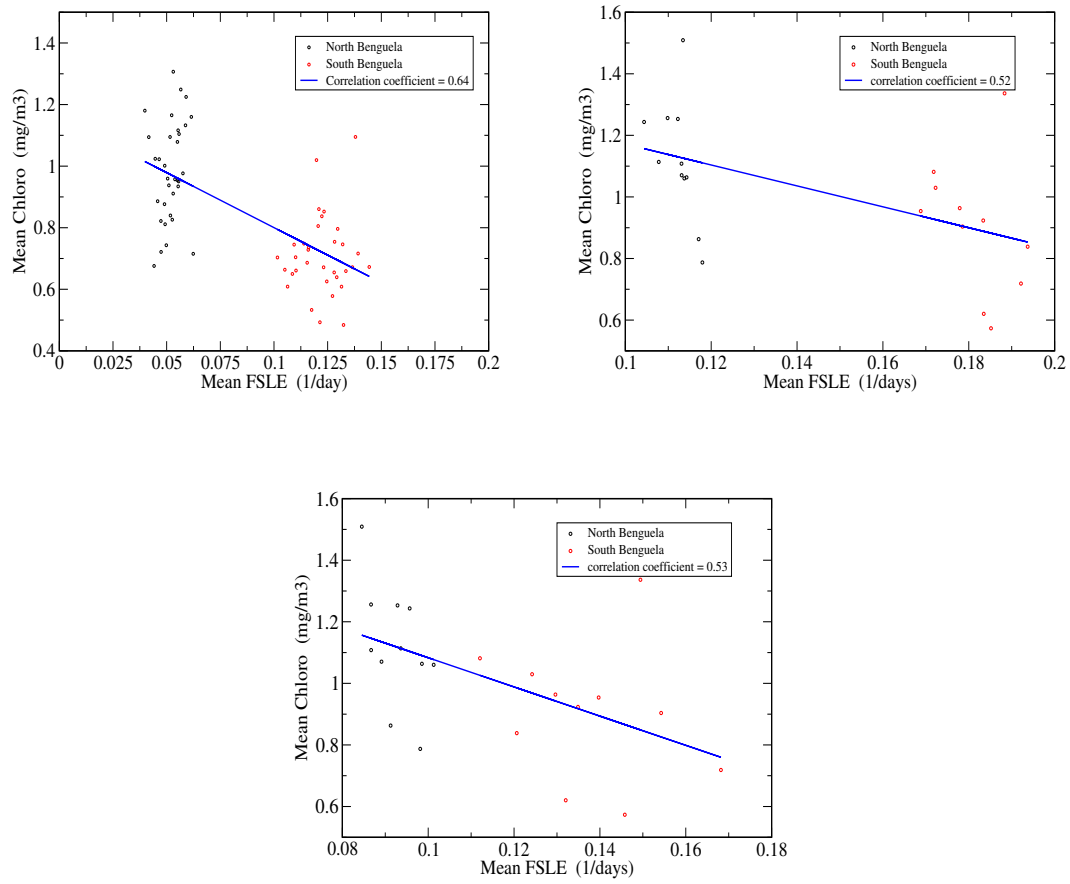 1.4
1.2
1
0.8
0.6
0.4
Mean Chloro (mg/m3)
North Benguela
South Benguela
Correlation coefficient = 0.64
0 0.025 0.05 0.075 0.1 0.125 0.15 0.175 0.2
Mean FSLE (1/day)
1.6
1.4
1.2
1
0.8
0.6
Mean Chloro (mg/m3)
North Benguela
South Benguela
correlation coefficient = 0.52
0.1 0.12 0.14 0.16 0.18 0.2
Mean FSLE (1/days)
1.6
1.4
1.2
1
0.8
0.6
Mean Chloro (mg/m3)
North Benguela
South Benguela
correlation coefficient = 0.53
0.08 0.1 0.12 0.14 0.16 0.18
Mean FSLE (1/days)